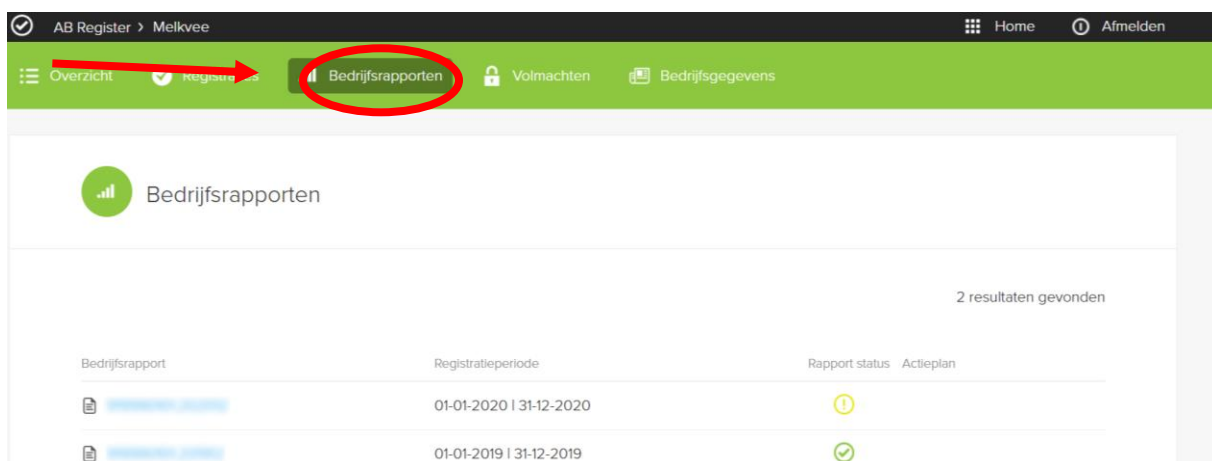 AB Register > Melkvee Home Afmelden
Overzicht Registraties Bedrijfsrapporten Volmachten Bedrijfsgegevens
Bedrijfsrapporten
2 resultaten gevonden
Bedrijfsrapport Registratieperiode Rapport status Actieplan
01-01-2020 | 31-12-2020
01-01-2019 | 31-12-2019